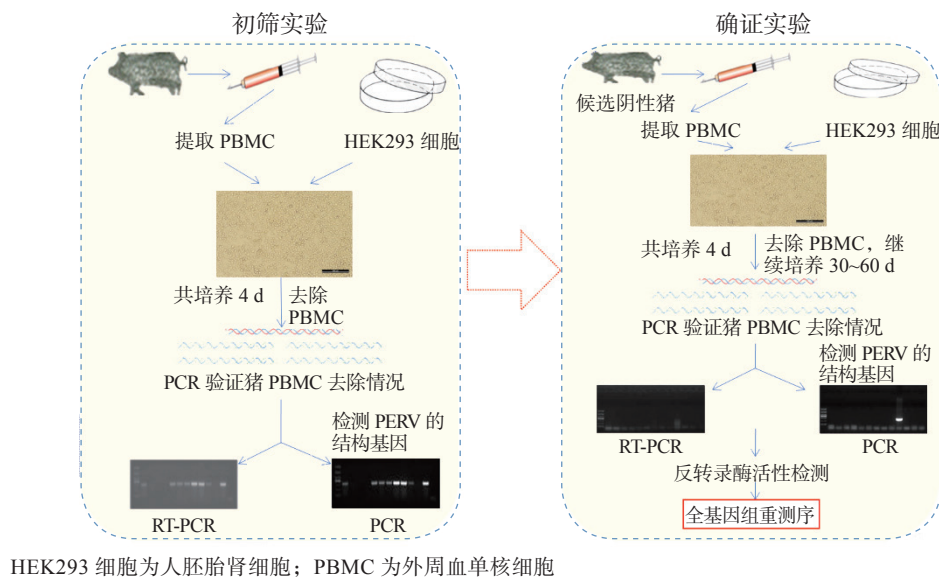 初筛实验
提取 PBMC
HEK293 细胞
共培养 4 d
去除
PBMC
PCR 验证猪 PBMC 去除情况
检测 PERV 的
结构基因
RT-PCR
PCR
确证实验
候选阴性猪
提取 PBMC
HEK293 细胞
共培养 4 d
去除 PBMC，继
续培养 30~60 d
PCR 验证猪 PBMC 去除情况
检测 PERV 的
结构基因
RT-PCR
PCR
反转录酶活性检测
全基因组重测序
HEK293 细胞为人胚胎肾细胞；PBMC 为外周血单核细胞